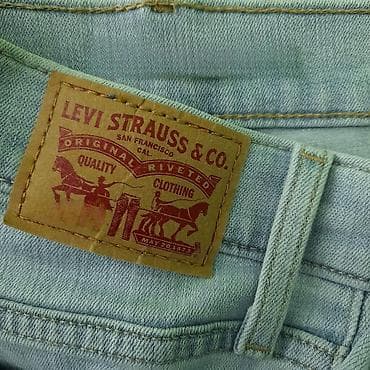 LEVI STRAUSS & CO.
SAN FRANCISCO
CAL.
ORIGINAL RIVETED
QUALITY CLOTHING
MAY 20 1873